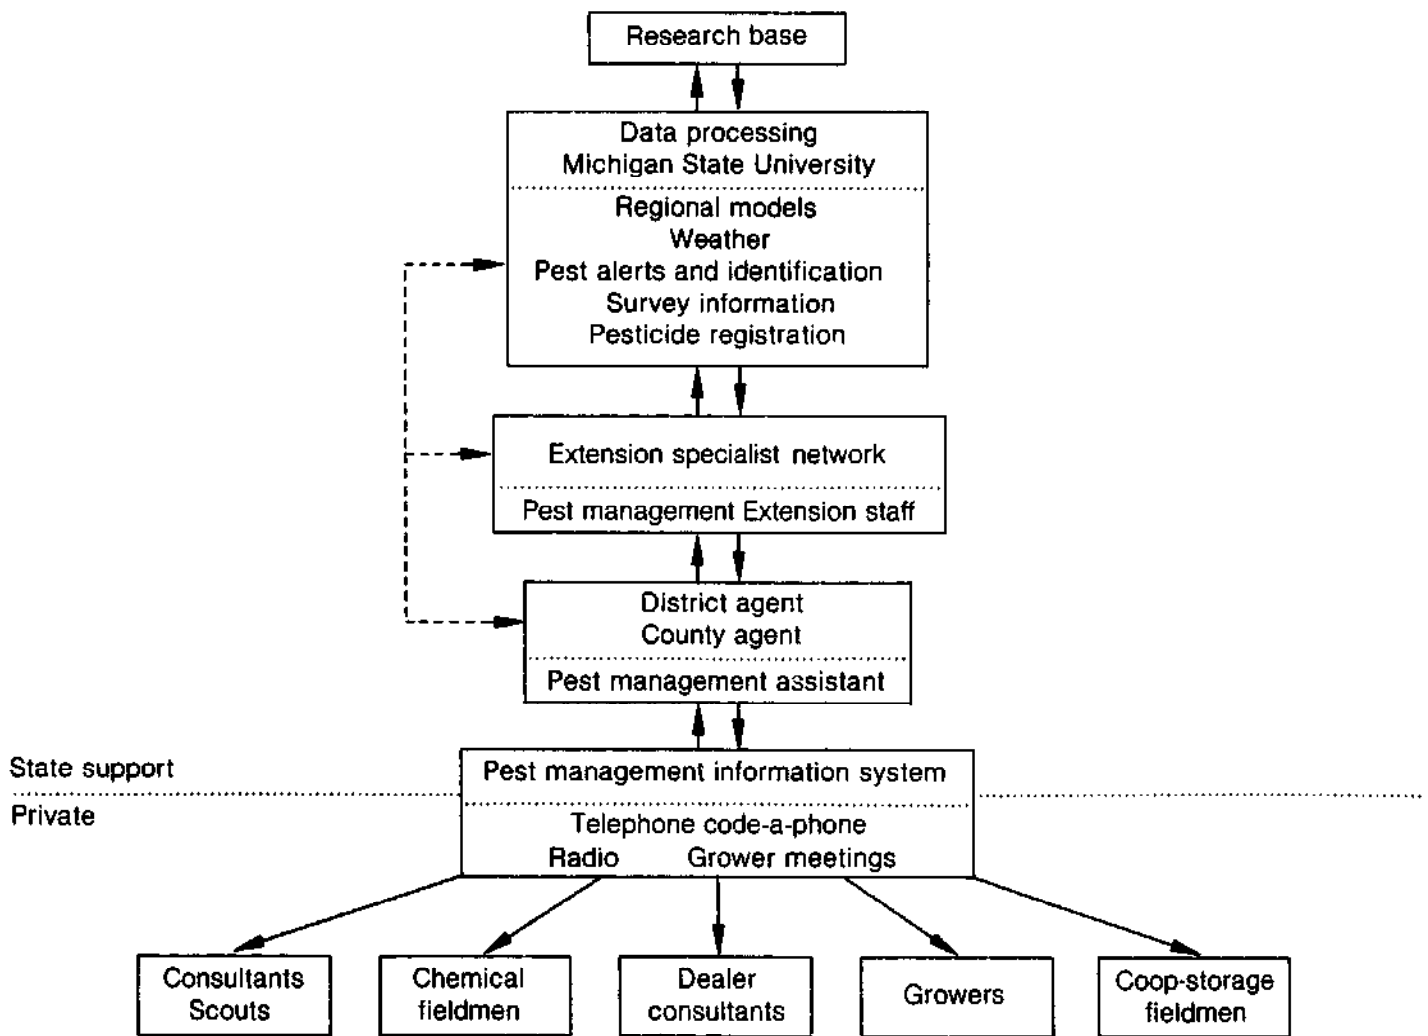 Research base
Data processing
Michigan State University
Regional models
Weather
Pest alerts and identification
Survey information
Pesticide registration
Extension specialist network
Pest management Extension staff
District agent
County agent
Pest management assistant
State support
Pest management information system
Private
Telephone code-a-phone
Radio Grower meetings
Consultants
Scouts
Chemical
fieldmen
Dealer
consultants
Growers
Coop-storage
fieldmen